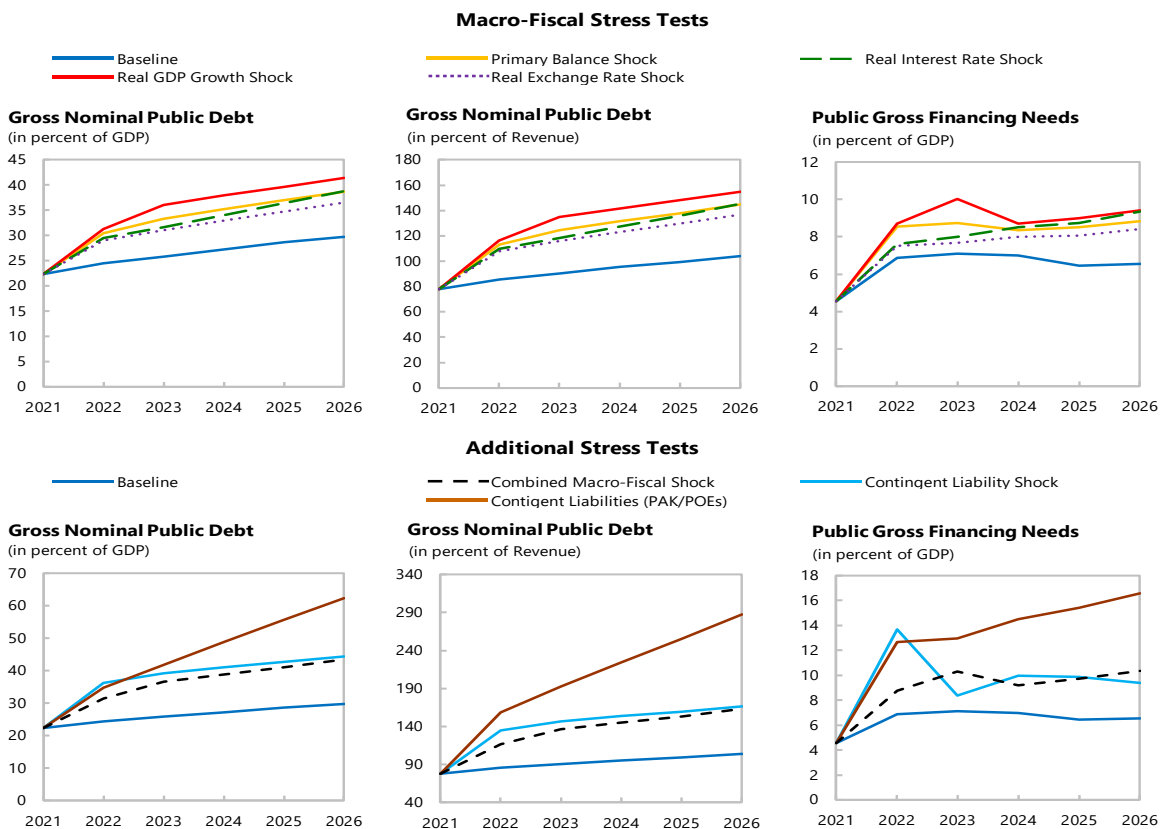 Macro-Fiscal Stress Tests
Baseline
Primary Balance Shock
Real Interest Rate Shock
Real GDP Growth Shock
Real Exchange Rate Shock
Gross Nominal Public Debt
(in percent of GDP)
45
40
35
30
25
20
15
10
5
0
2021 2022 2023 2024 2025 2026
Gross Nominal Public Debt
(in percent of Revenue)
180
160
140
120
100
80
60
40
20
0
2021 2022 2023 2024 2025 2026
Public Gross Financing Needs
(in percent of GDP)
12
10
8
6
4
2
0
2021 2022 2023 2024 2025 2026
Additional Stress Tests
Baseline
Combined Macro-Fiscal Shock
Contingent Liability Shock
Contigent Liabilities (PAK/POEs)
Gross Nominal Public Debt
(in percent of GDP)
70
60
50
40
30
20
10
0
2021 2022 2023 2024 2025 2026
Gross Nominal Public Debt
(in percent of Revenue)
340
290
240
190
140
90
40
2021 2022 2023 2024 2025 2026
Public Gross Financing Needs
(in percent of GDP)
18
16
14
12
10
8
6
4
2
0
2021 2022 2023 2024 2025 2026